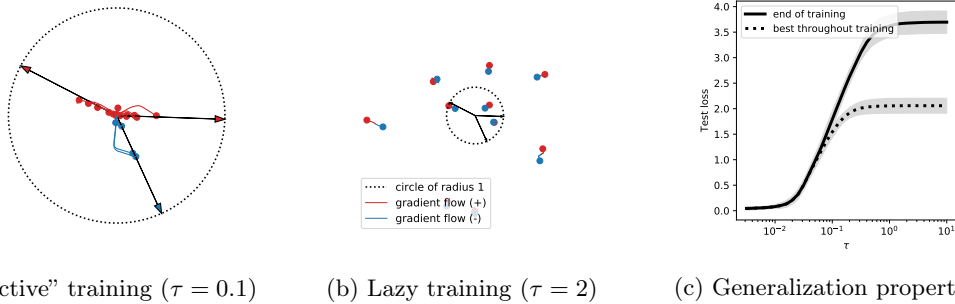 circle of radius 1
gradient flow (+)
gradient flow (-)
end of training
best throughout training
Test loss
4.0
3.5
3.0
2.5
2.0
1.5
1.0
0.5
0.0
10⁻² 10⁻¹ 10⁰ 10¹
τ
ctive” training (τ = 0.1)
(b) Lazy training (τ = 2)
(c) Generalization propert